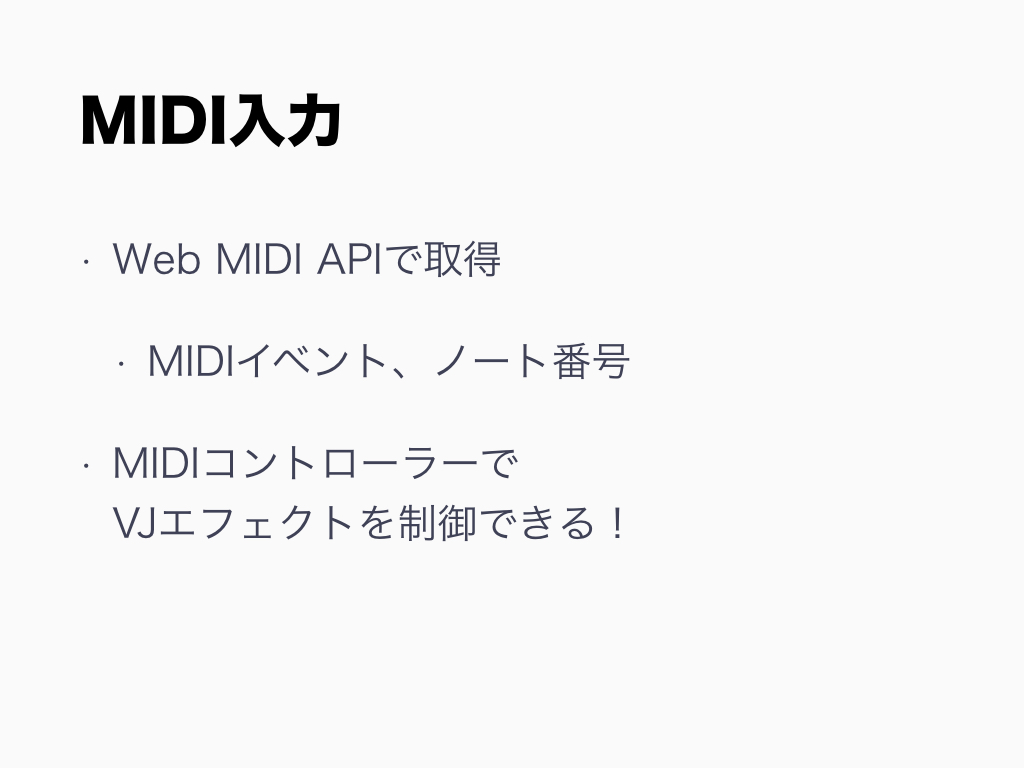 MIDI入力
・ Web MIDI APIで取得
・ MIDIイベント、ノート番号
・ MIDIコントローラーで
VJエフェクトを制御できる！